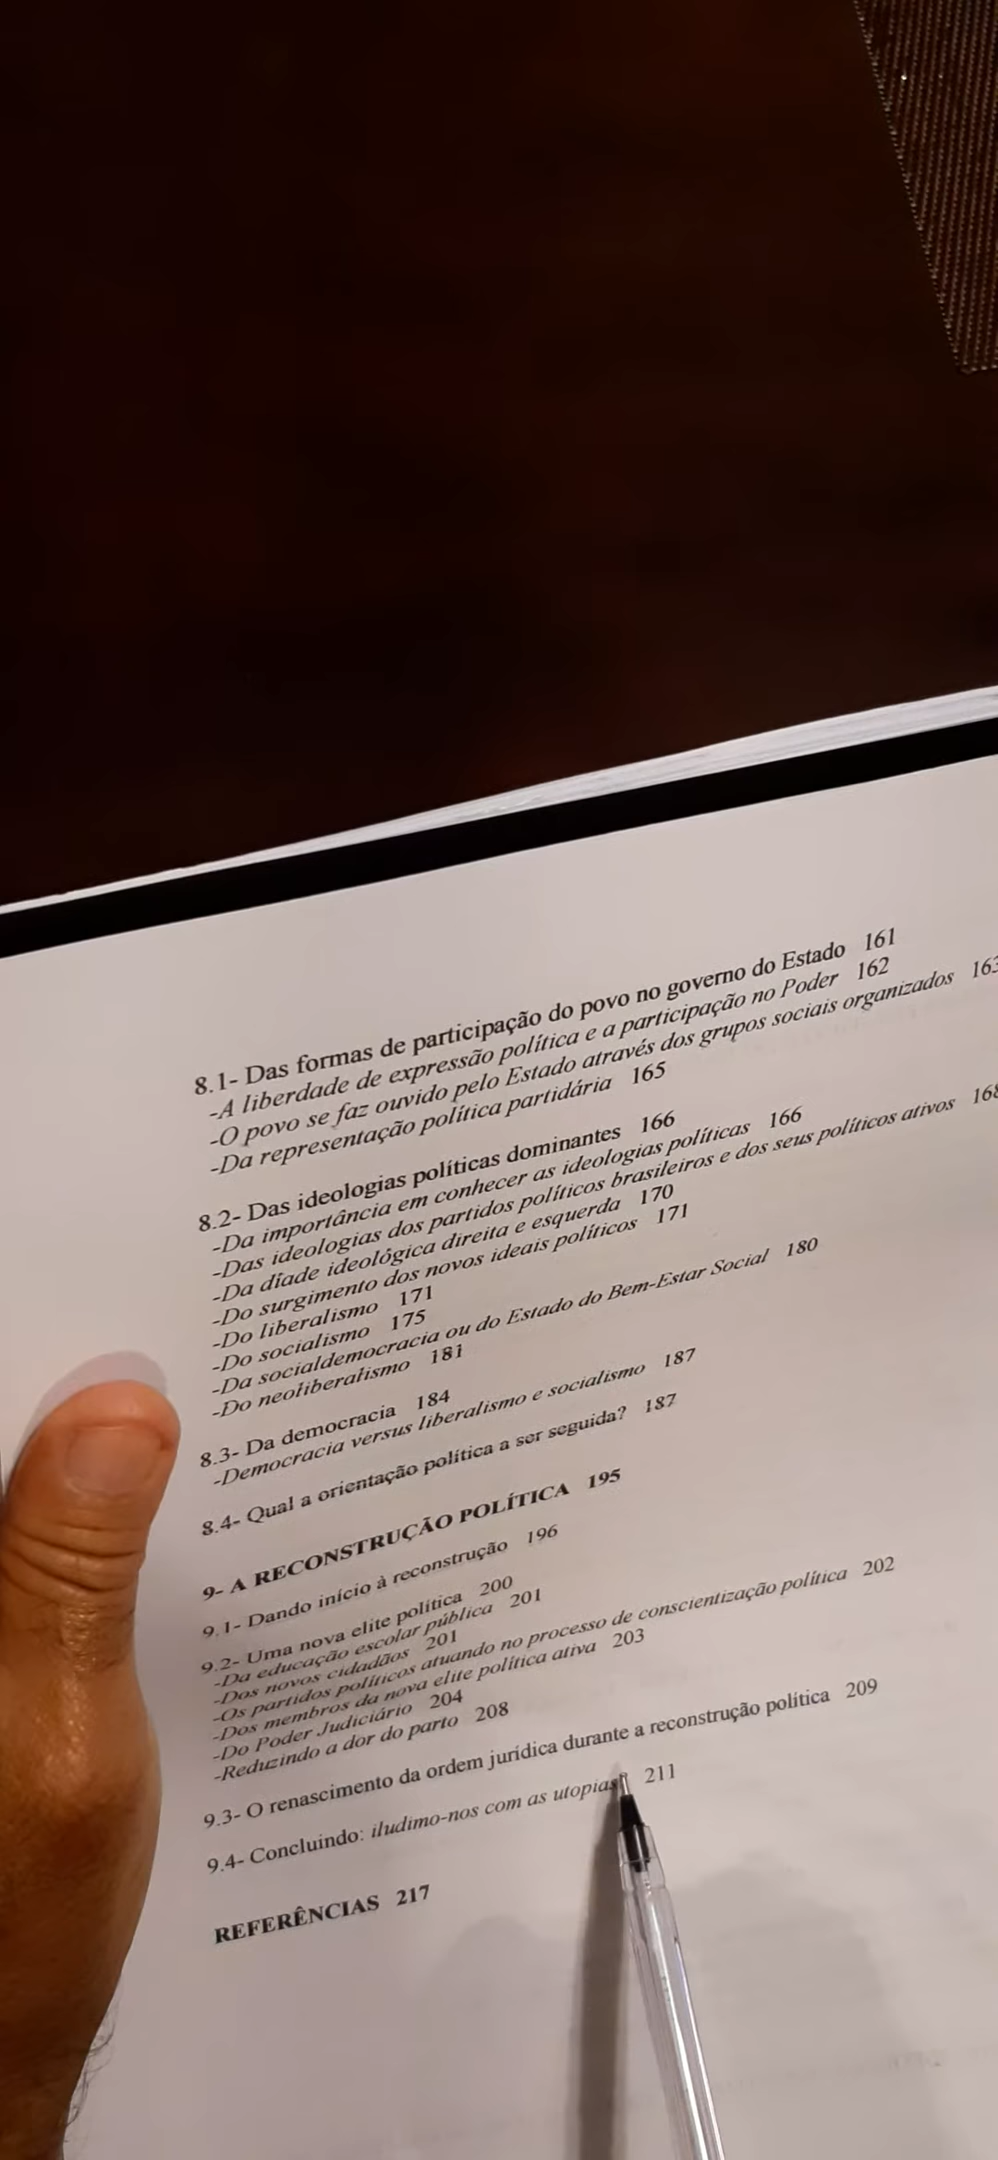 8.1- Das formas de participação do povo no governo do Estado 161
-A liberdade de expressão política e a participação no Poder 162
-O povo se faz ouvido pelo Estado através dos grupos sociais organizados 163
-Da representação política partidária 165
8.2- Das ideologias políticas dominantes 166
-Da importância em conhecer as ideologias políticas 166
-Das ideologias dos partidos políticos brasileiros e dos seus políticos ativos 168
-Da díade ideológica direita e esquerda 170
-Do surgimento dos novos ideais políticos 171
-Do liberalismo 171
-Do socialismo 175
-Da socialdemocracia ou do Estado do Bem-Estar Social 180
-Do neoliberalismo 181
8.3- Da democracia 184
-Democracia versus liberalismo e socialismo 187
8.4- Qual a orientação política a ser seguida? 187
9- A RECONSTRUÇÃO POLÍTICA 195
9.1- Dando início à reconstrução 196
9.2- Uma nova elite política 200
-Da educação escolar pública 201
-Dos novos cidadãos 201
-Os partidos políticos atuando no processo de conscientização política 202
-Dos membros da nova elite política ativa 203
-Do Poder Judiciário 204
-Reduzindo a dor do parto 208
9.3- O renascimento da ordem jurídica durante a reconstrução política 209
9.4- Concluindo: iludimo-nos com as utopias 211
REFERÊNCIAS 217